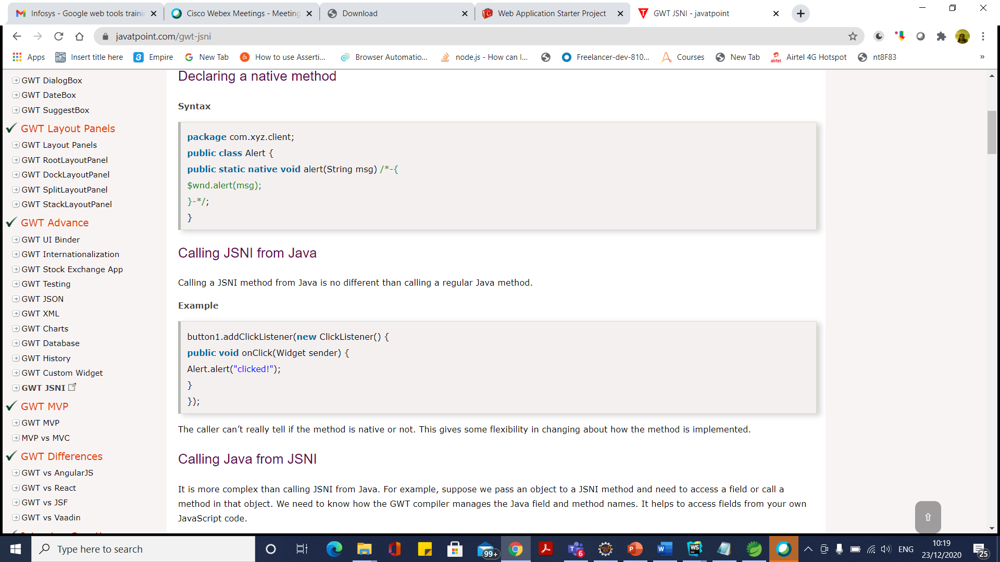 Infosys - Google web tools trainin
Cisco Webex Meetings - Meeting
Download
Web Application Starter Project
GWT JSNI - javatpoint
javatpoint.com/gwt-jsni
Apps
Insert title here
Empire
New Tab
How to use Asserti...
Browser Automatio...
node.js - How can I...
Freelancer-dev-810...
Courses
New Tab
airtel
Airtel 4G Hotspot
nt8F83
»
GWT DialogBox
GWT DateBox
GWT SuggestBox
GWT Layout Panels
GWT Layout Panels
GWT RootLayoutPanel
GWT DockLayoutPanel
GWT SplitLayoutPanel
GWT StackLayoutPanel
GWT Advance
GWT UI Binder
GWT Internationalization
GWT Stock Exchange App
GWT Testing
GWT JSON
GWT XML
GWT Charts
GWT Database
GWT History
GWT Custom Widget
GWT JSNI
GWT MVP
GWT MVP
MVP vs MVC
GWT Differences
GWT vs AngularJS
GWT vs React
GWT vs JSF
GWT vs Vaadin
Declaring a native method
Syntax
package com.xyz.client;
public class Alert {
public static native void alert(String msg) /*-{
$wnd.alert(msg);
}-*/;
}
Calling JSNI from Java
Calling a JSNI method from Java is no different than calling a regular Java method.
Example
button1.addClickListener(new ClickListener() {
public void onClick(Widget sender) {
Alert.alert("clicked!");
}
});
The caller can’t really tell if the method is native or not. This gives some flexibility in changing about how the method is implemented.
Calling Java from JSNI
It is more complex than calling JSNI from Java. For example, suppose we pass an object to a JSNI method and need to access a field or call a
method in that object. We need to know how the GWT compiler manages the Java field and method names. It helps to access fields from your own
JavaScript code.
Type here to search
99+
6
ENG
10:19
23/12/2020
25